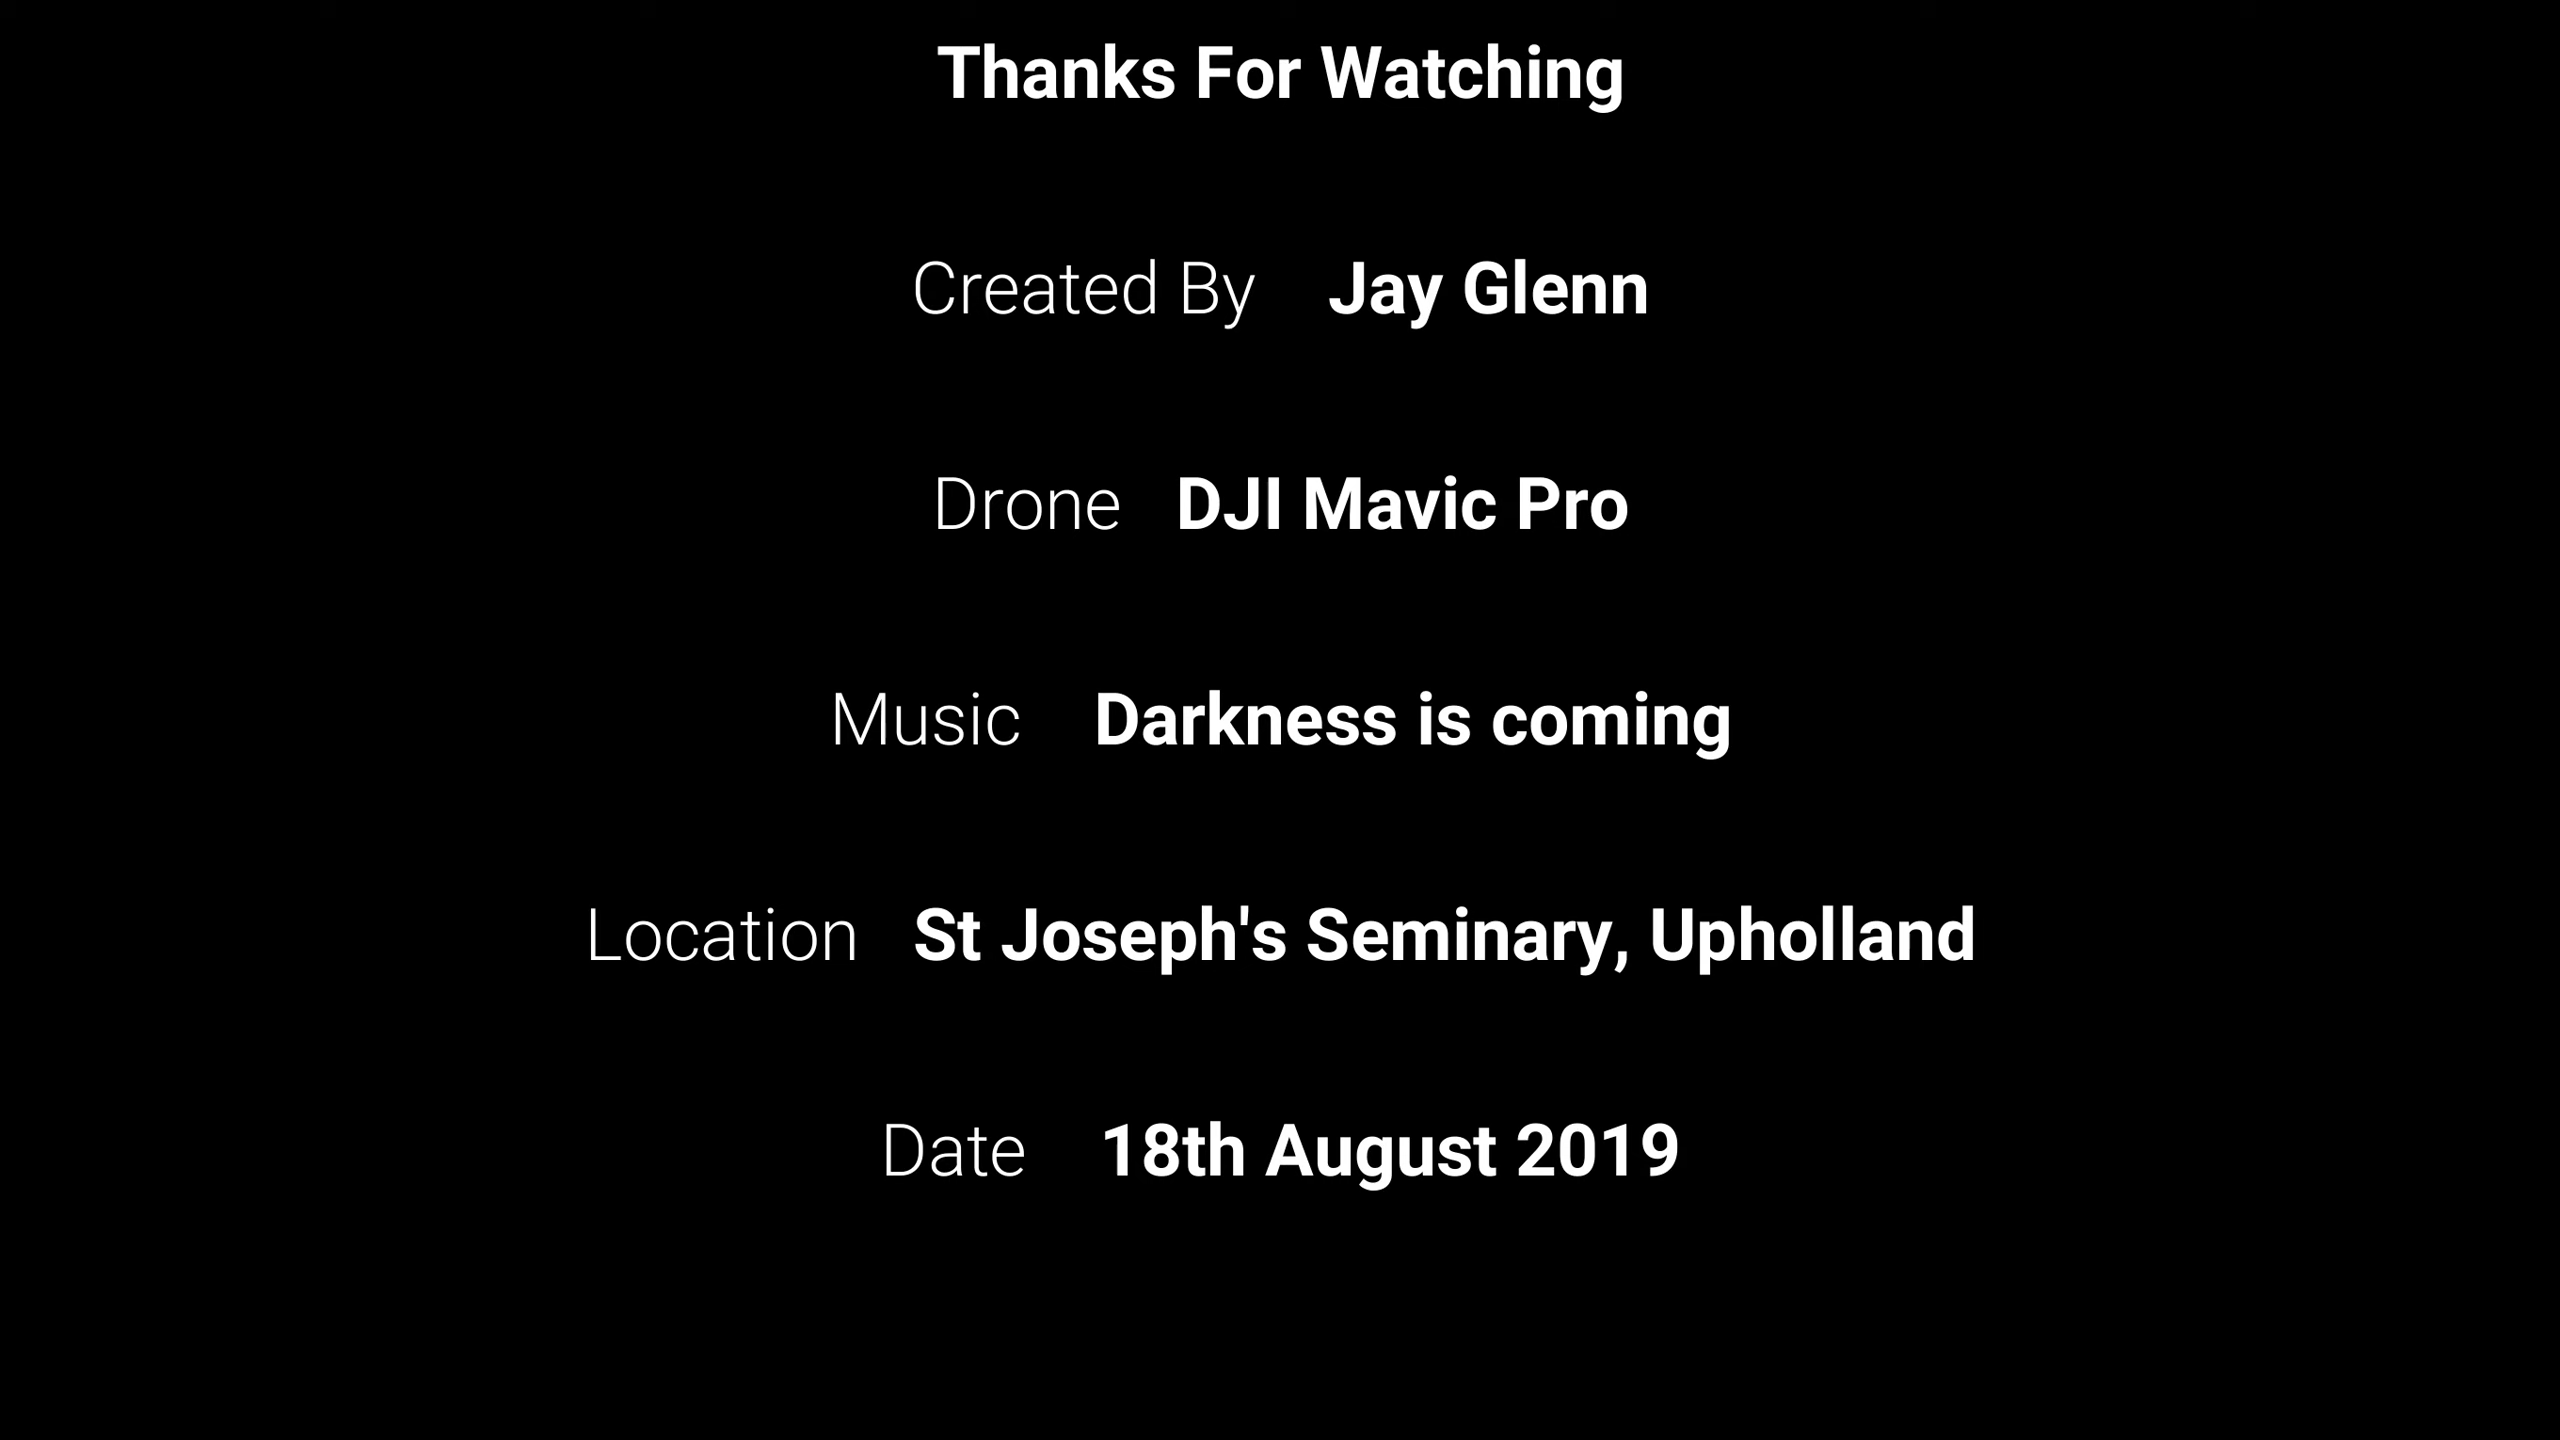 Thanks For Watching
Created By Jay Glenn
Drone DJI Mavic Pro
Music Darkness is coming
Location St Joseph's Seminary, Upholland
Date 18th August 2019